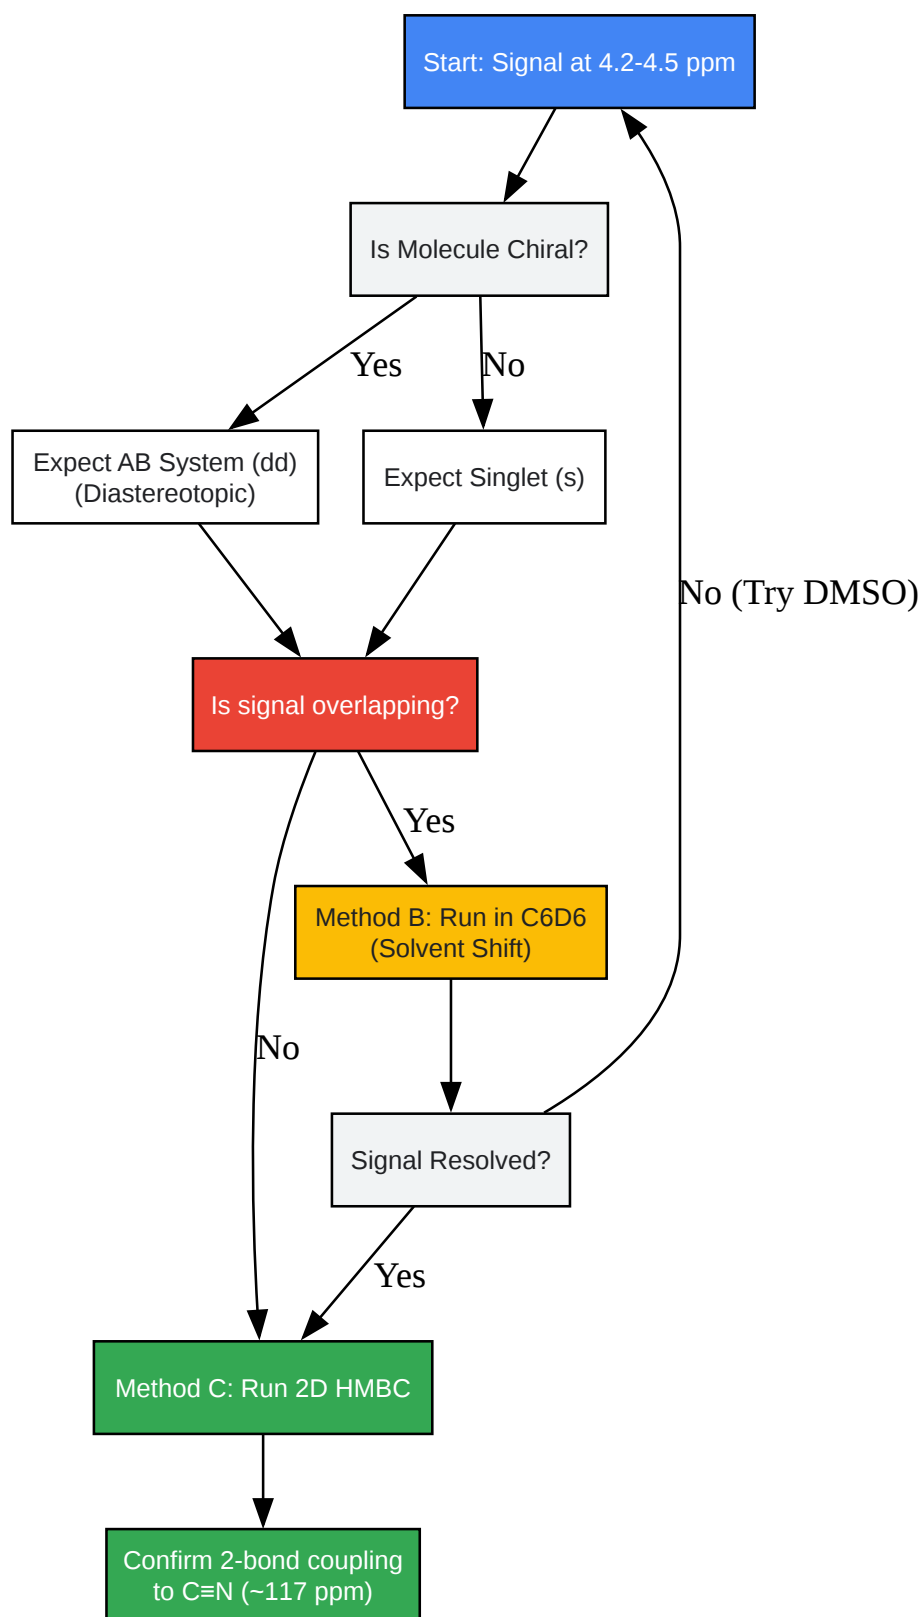 Start: Signal at 4.2-4.5 ppm
Is Molecule Chiral?
Yes
No
Expect AB System (dd)
(Diastereotopic)
Expect Singlet (s)
No (Try DMSO)
Is signal overlapping?
Yes
Method B: Run in C6D6
(Solvent Shift)
No
Signal Resolved?
Yes
Method C: Run 2D HMBC
Confirm 2-bond coupling
to C≡N (~117 ppm)